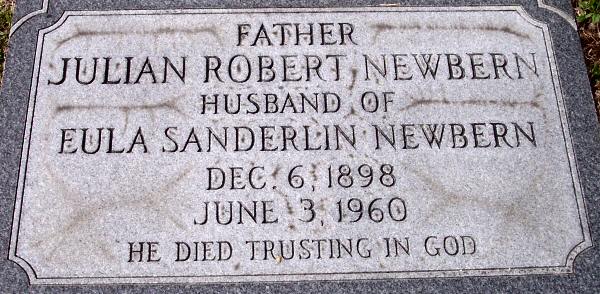 FATHER
JULIAN ROBERT NEWBERN
HUSBAND OF
EULA SANDERLIN NEWBERN
DEC. 6, 1898
JUNE 3, 1960
HE DIED TRUSTING IN GOD